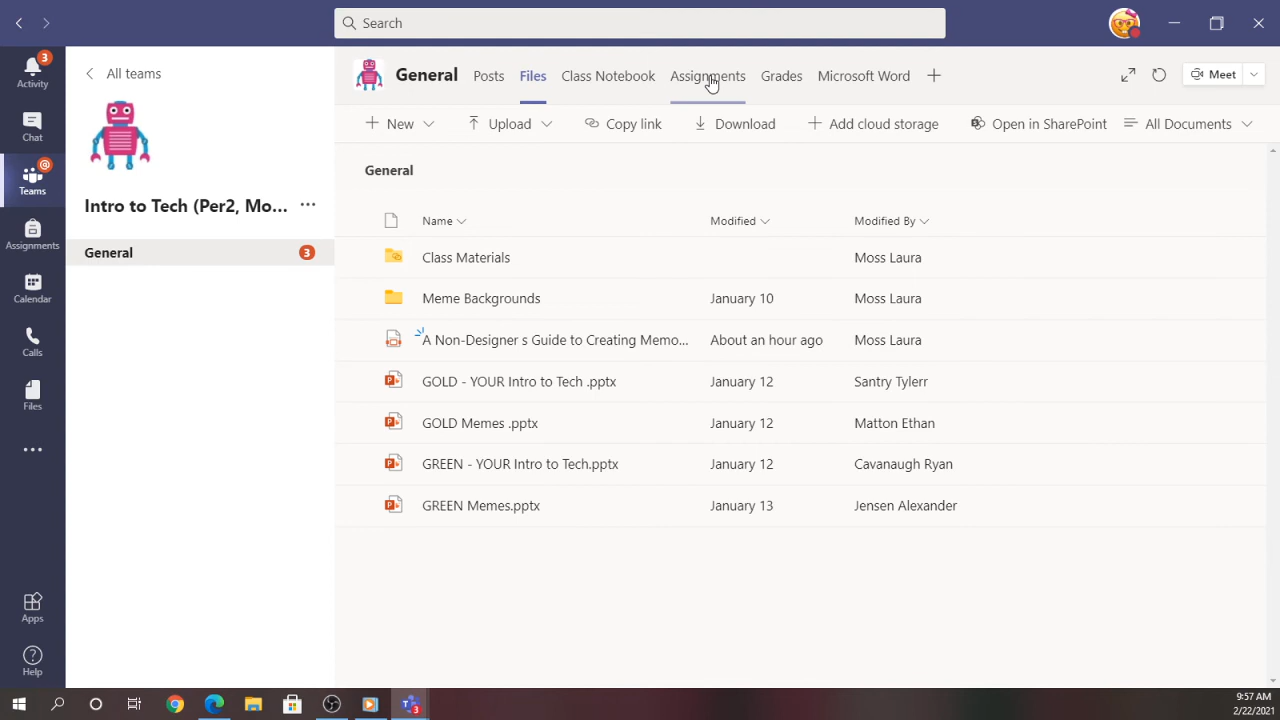 Search
Activity
3
Chat
Teams
Assignments
Calendar
Calls
Files
Apps
Help
All teams
Intro to Tech (Per2, Mo...
General
3
General
Posts
Files
Class Notebook
Assignments
Grades
Microsoft Word
Meet
New
Upload
Copy link
Download
Add cloud storage
Open in SharePoint
All Documents
General
Name Modified Modified By
Class Materials Moss Laura
Meme Backgrounds January 10 Moss Laura
A Non-Designer s Guide to Creating Memo... About an hour ago Moss Laura
GOLD - YOUR Intro to Tech .pptx January 12 Santry Tylerr
GOLD Memes .pptx January 12 Matton Ethan
GREEN - YOUR Intro to Tech.pptx January 12 Cavanaugh Ryan
GREEN Memes.pptx January 13 Jensen Alexander
3
9:57 AM
2/22/2021